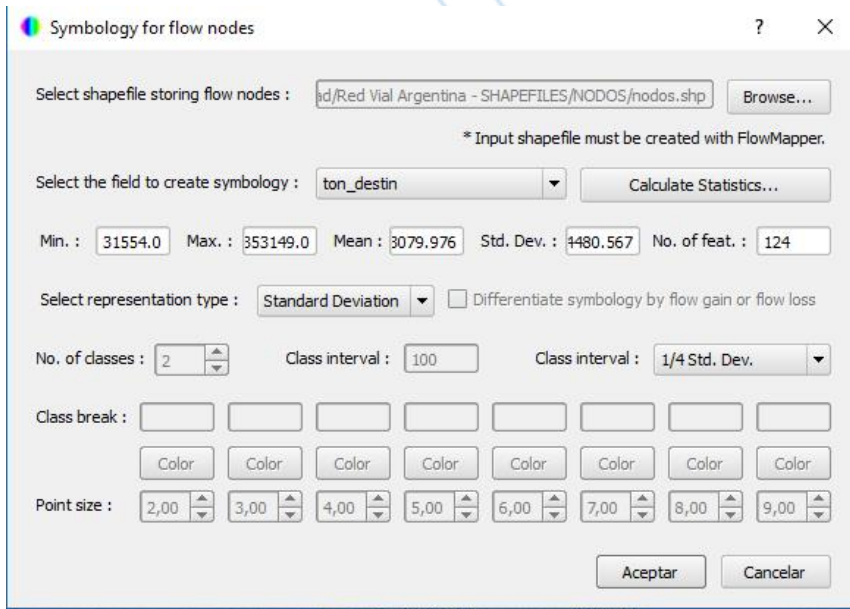 Symbology for flow nodes ?
Select shapefile storing flow nodes : ad/Red Vial Argentina - SHAPEFILES/NODOS/nodos.shp Browse...
* Input shapefile must be created with FlowMapper.
Select the field to create symbology : ton_destin Calculate Statistics...
Min. : 31554.0 Max. : 353149.0 Mean : 3079.976 Std. Dev. : 4480.567 No. of feat. : 124
Select representation type : Standard Deviation Differentiate symbology by flow gain or flow loss
No. of classes : 2 Class interval : 100 Class interval : 1/4 Std. Dev.
Class break :
Color Color Color Color Color Color Color Color
Point size : 2,00 3,00 4,00 5,00 6,00 7,00 8,00 9,00
Aceptar Cancelar